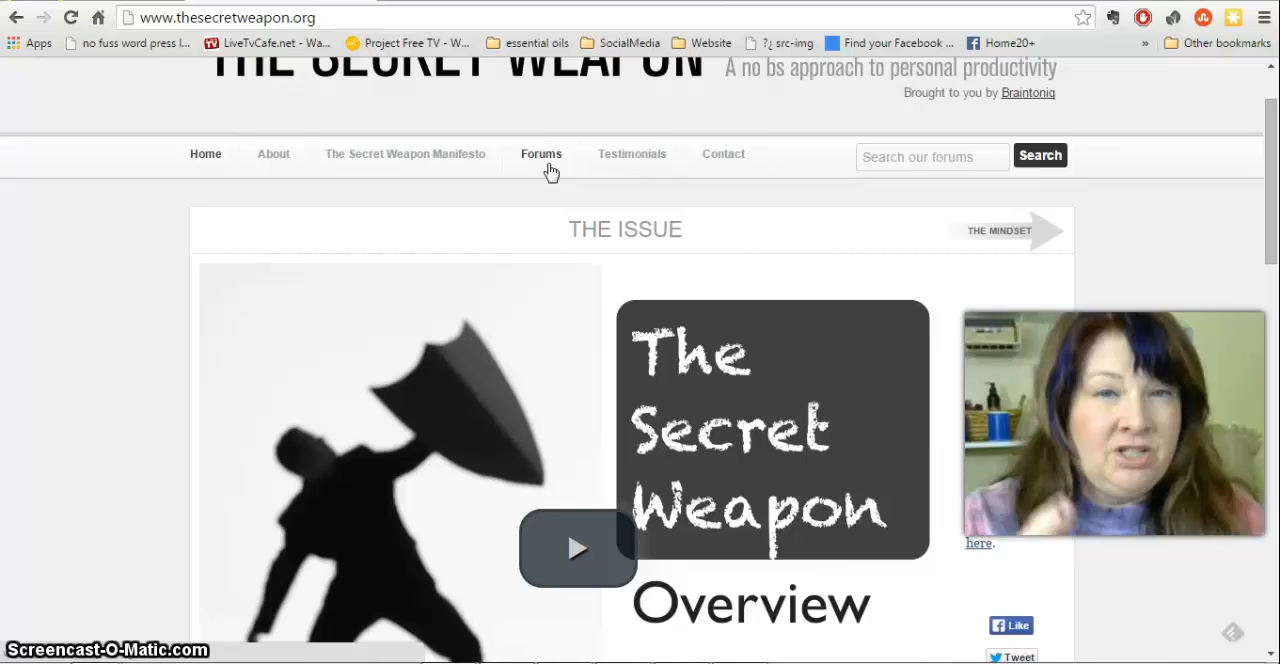 www.thesecretweapon.org
Apps no fuss word press l... LiveTvCafe.net - Wa... Project Free TV - W... essential oils SocialMedia Website ?¿ src-img Find your Facebook ... Home20+ » Other bookmarks
THE SECRET WEAPON A no bs approach to personal productivity
Brought to you by Braintoniq
Home About The Secret Weapon Manifesto Forums Testimonials Contact Search our forums Search
THE ISSUE THE MINDSET
The
Secret
Weapon
here.
Overview
Like
Tweet
Screencast-O-Matic.com